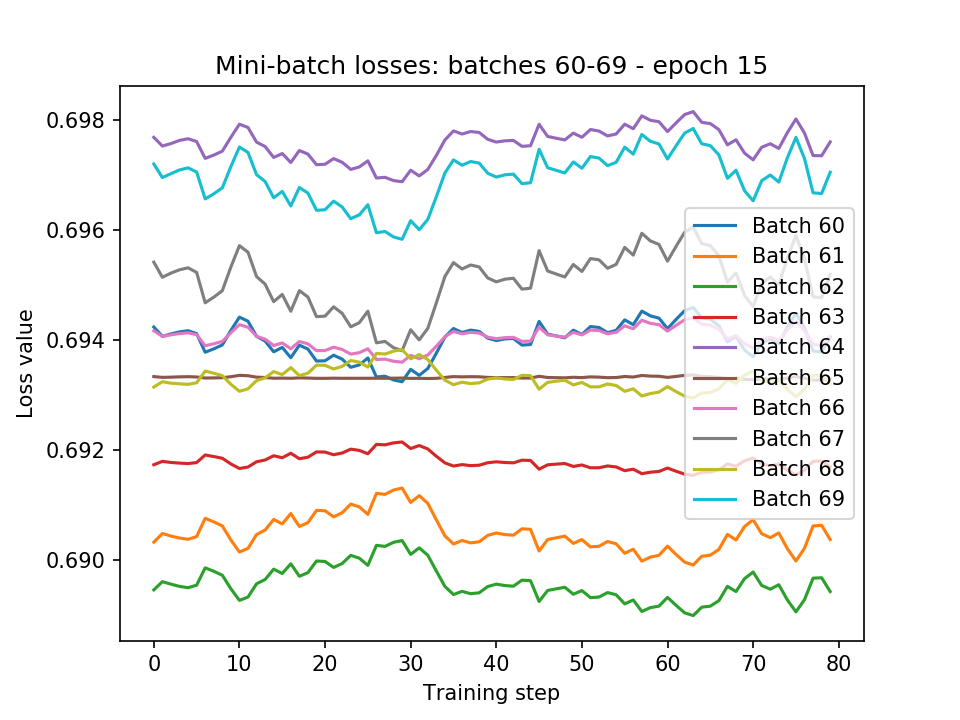 Mini-batch losses: batches 60-69 - epoch 15
0.698
0.696
0.694
0.692
0.690
Loss value
Batch 60
Batch 61
Batch 62
Batch 63
Batch 64
Batch 65
Batch 66
Batch 67
Batch 68
Batch 69
0 10 20 30 40 50 60 70 80
Training step